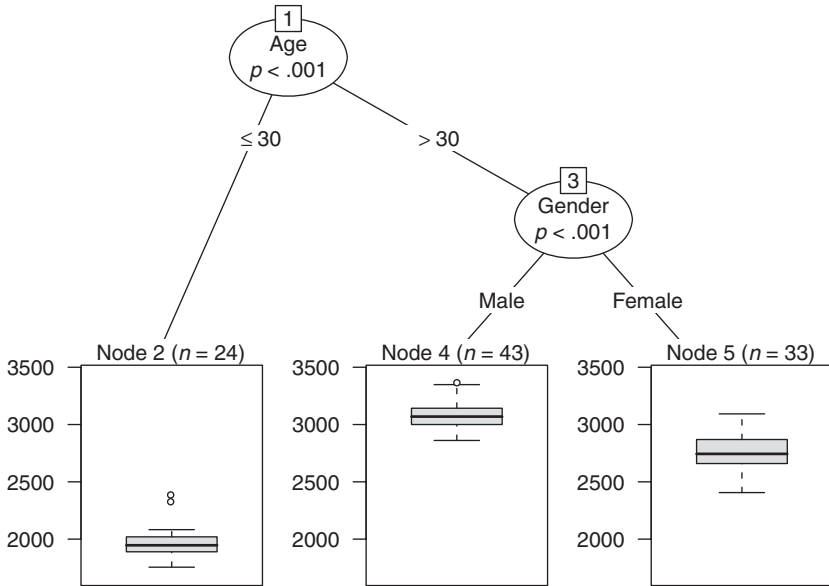 1
Age
p < .001
≤ 30
> 30
3
Gender
p < .001
Male
Female
Node 2 (n = 24)
3500
3000
2500
2000
Node 4 (n = 43)
3500
3000
2500
2000
Node 5 (n = 33)
3500
3000
2500
2000